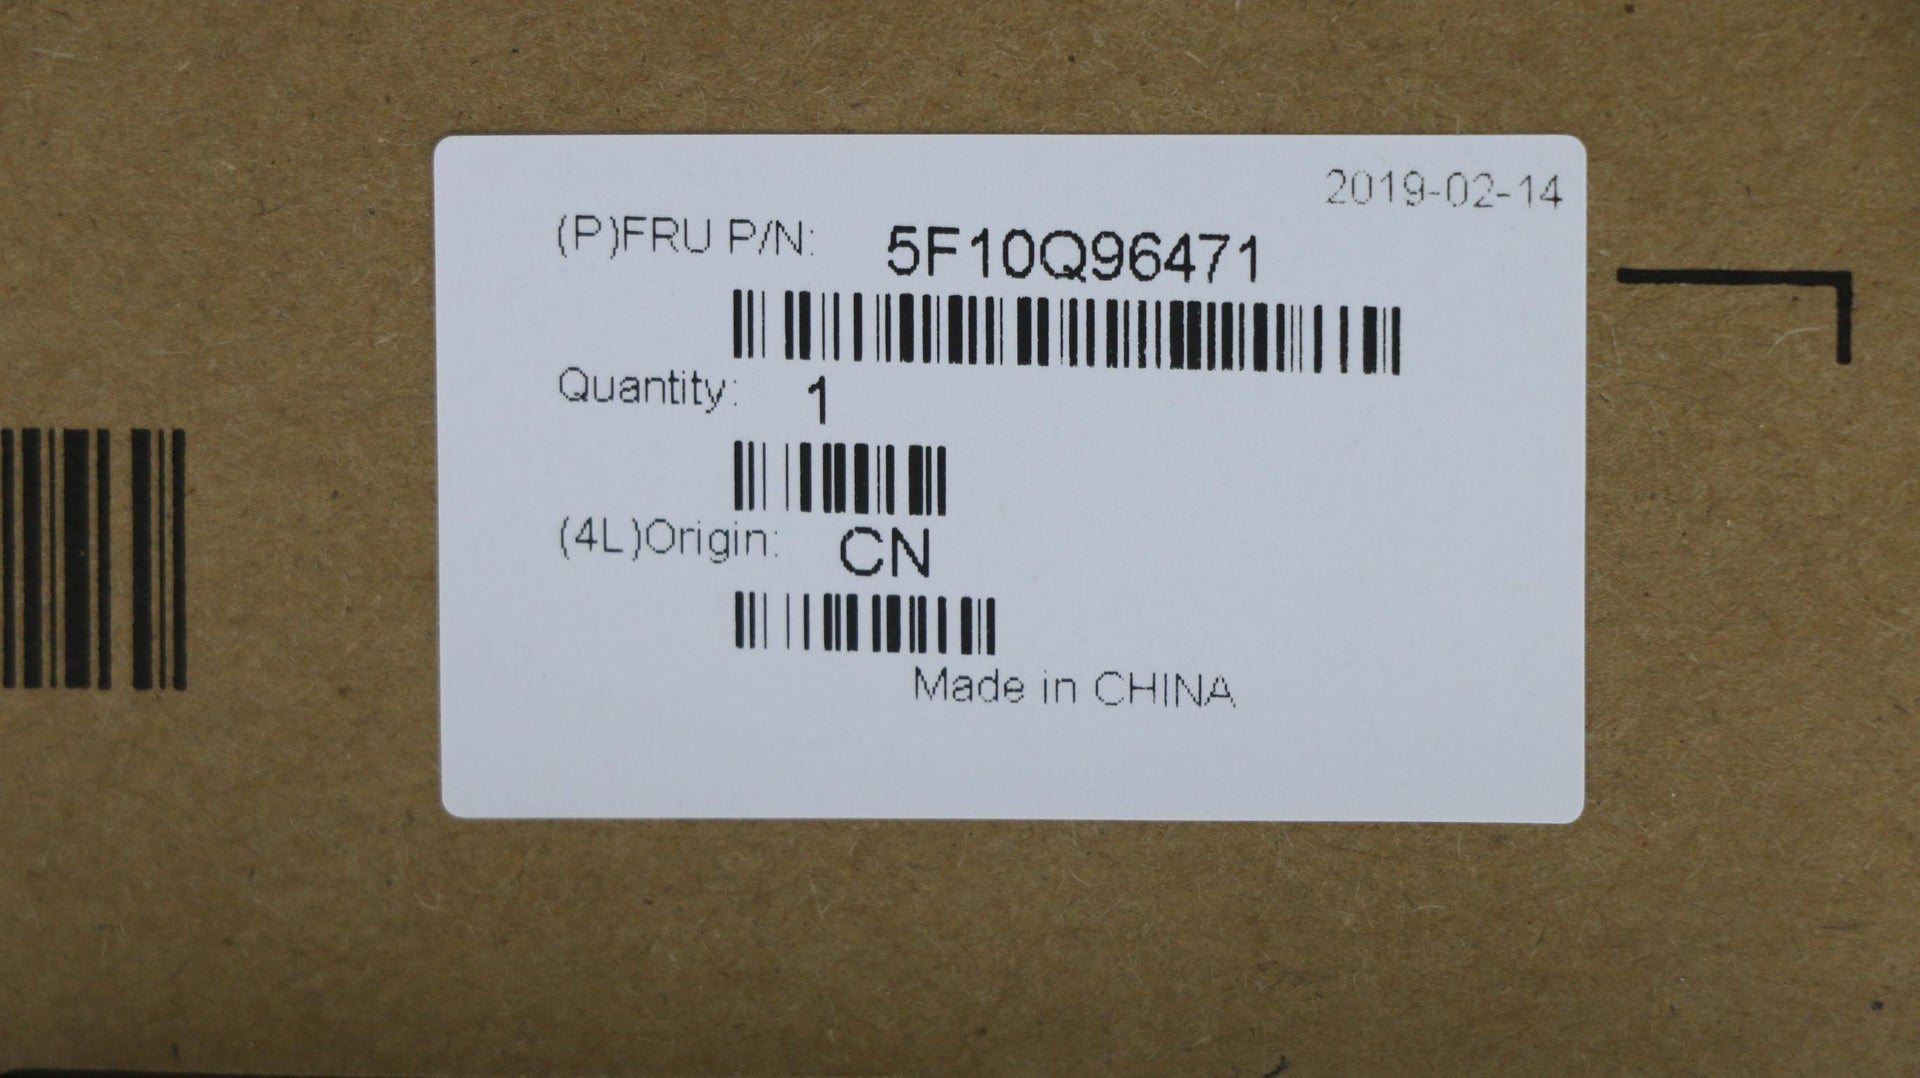 2019-02-14
(P)FRU P/N: 5F10Q96471
Quantity: 1
(4L)Origin: CN
Made in CHINA